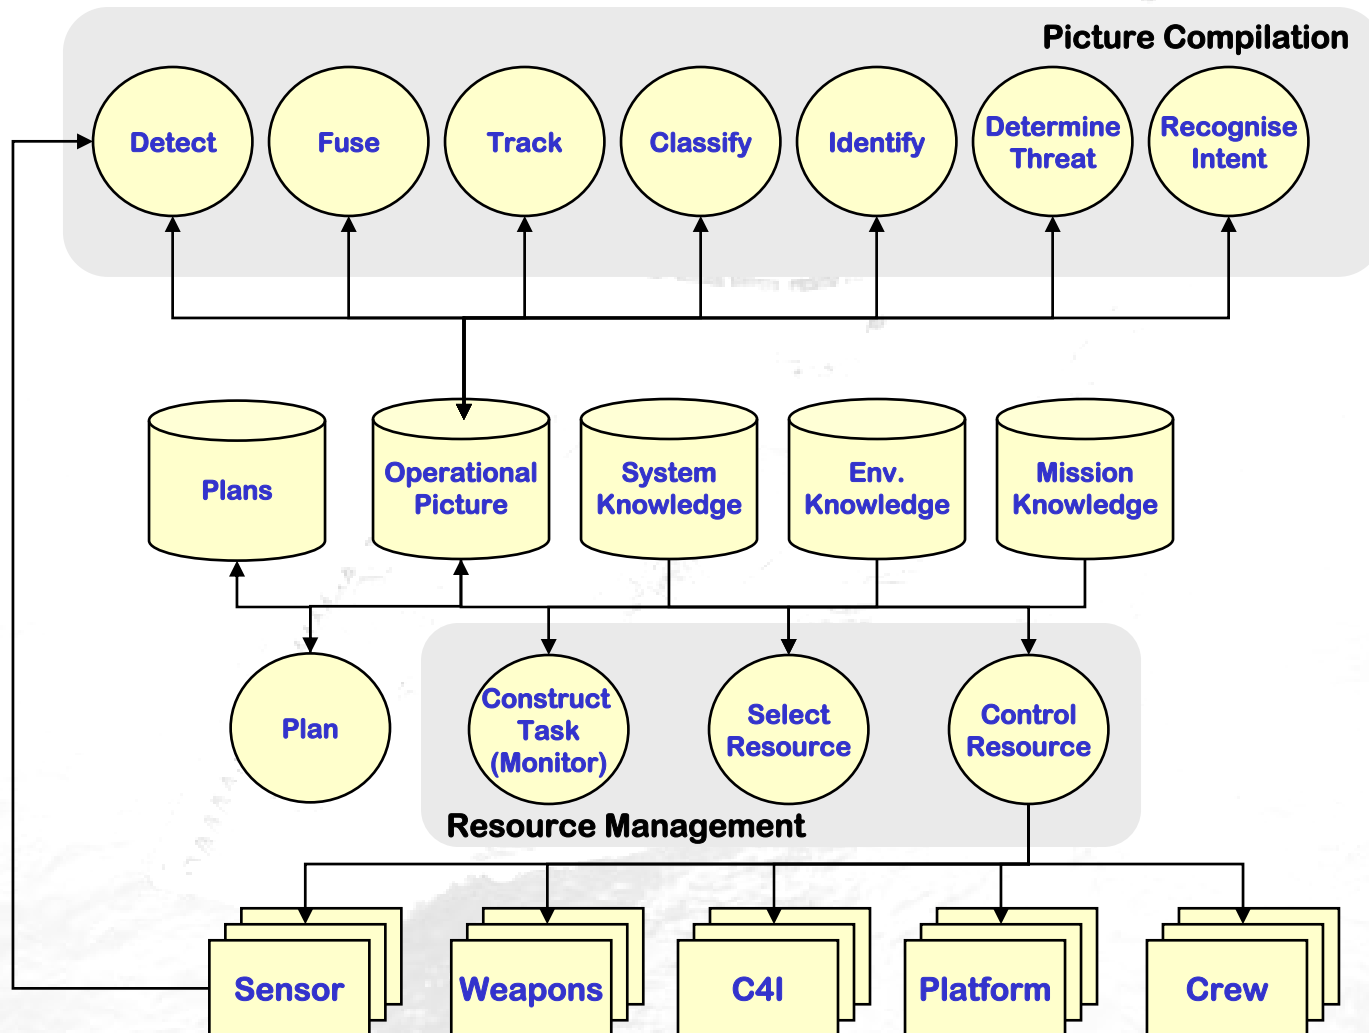 Picture Compilation
Detect
Fuse
Track
Classify
Identify
Determine
Threat
Recognise
Intent
Plans
Operational
Picture
System
Knowledge
Env.
Knowledge
Mission
Knowledge
Plan
Construct
Task
(Monitor)
Select
Resource
Control
Resource
Resource Management
Sensor
Weapons
C4I
Platform
Crew